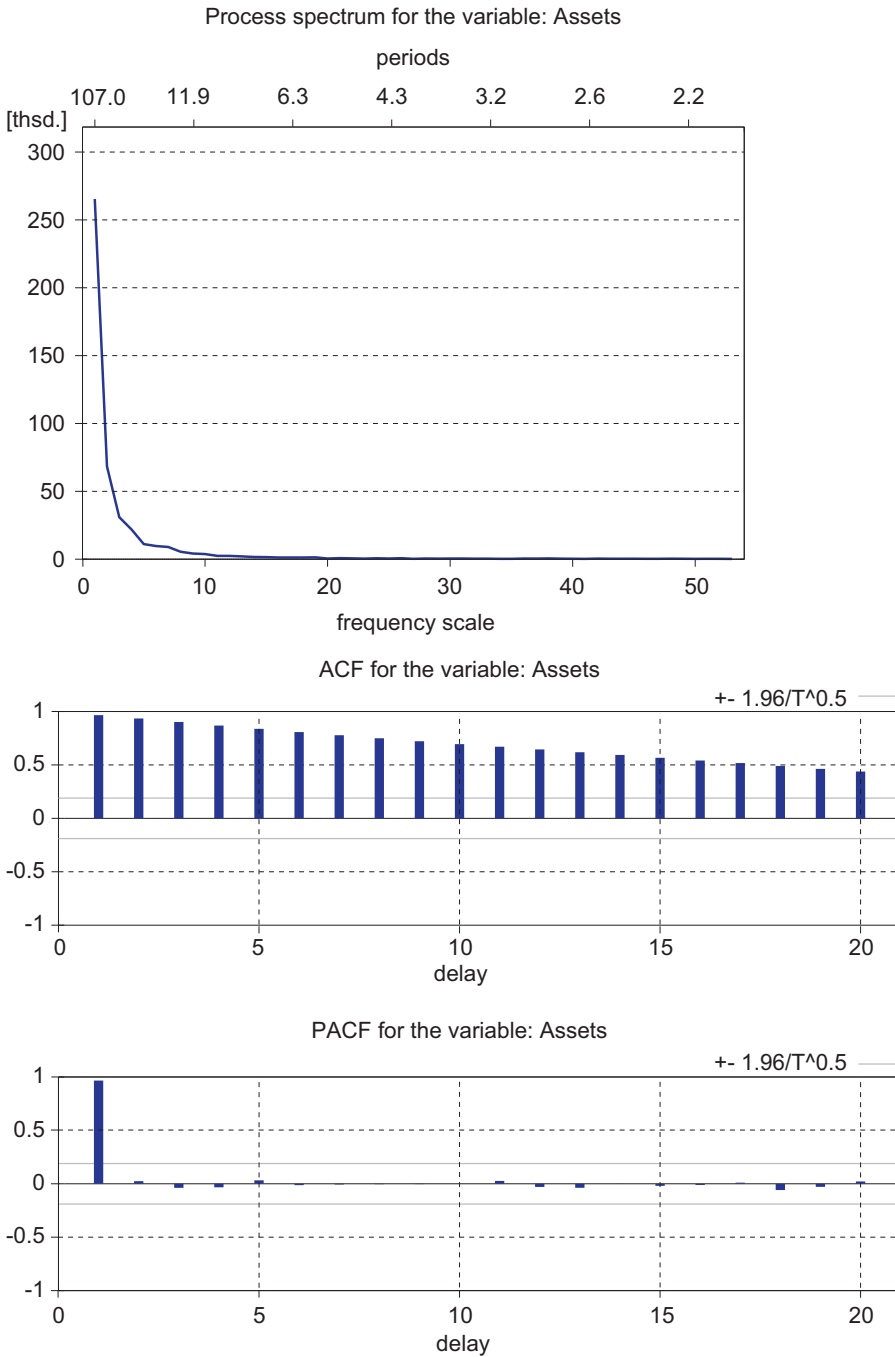 Process spectrum for the variable: Assets
periods
107.0 11.9 6.3 4.3 3.2 2.6 2.2
[thsd.]
300
250
200
150
100
50
0
0 10 20 30 40 50
frequency scale
ACF for the variable: Assets
+- 1.96/T^0.5
1
0.5
0
-0.5
-1
0 5 10 15 20
delay
PACF for the variable: Assets
+- 1.96/T^0.5
1
0.5
0
-0.5
-1
0 5 10 15 20
delay